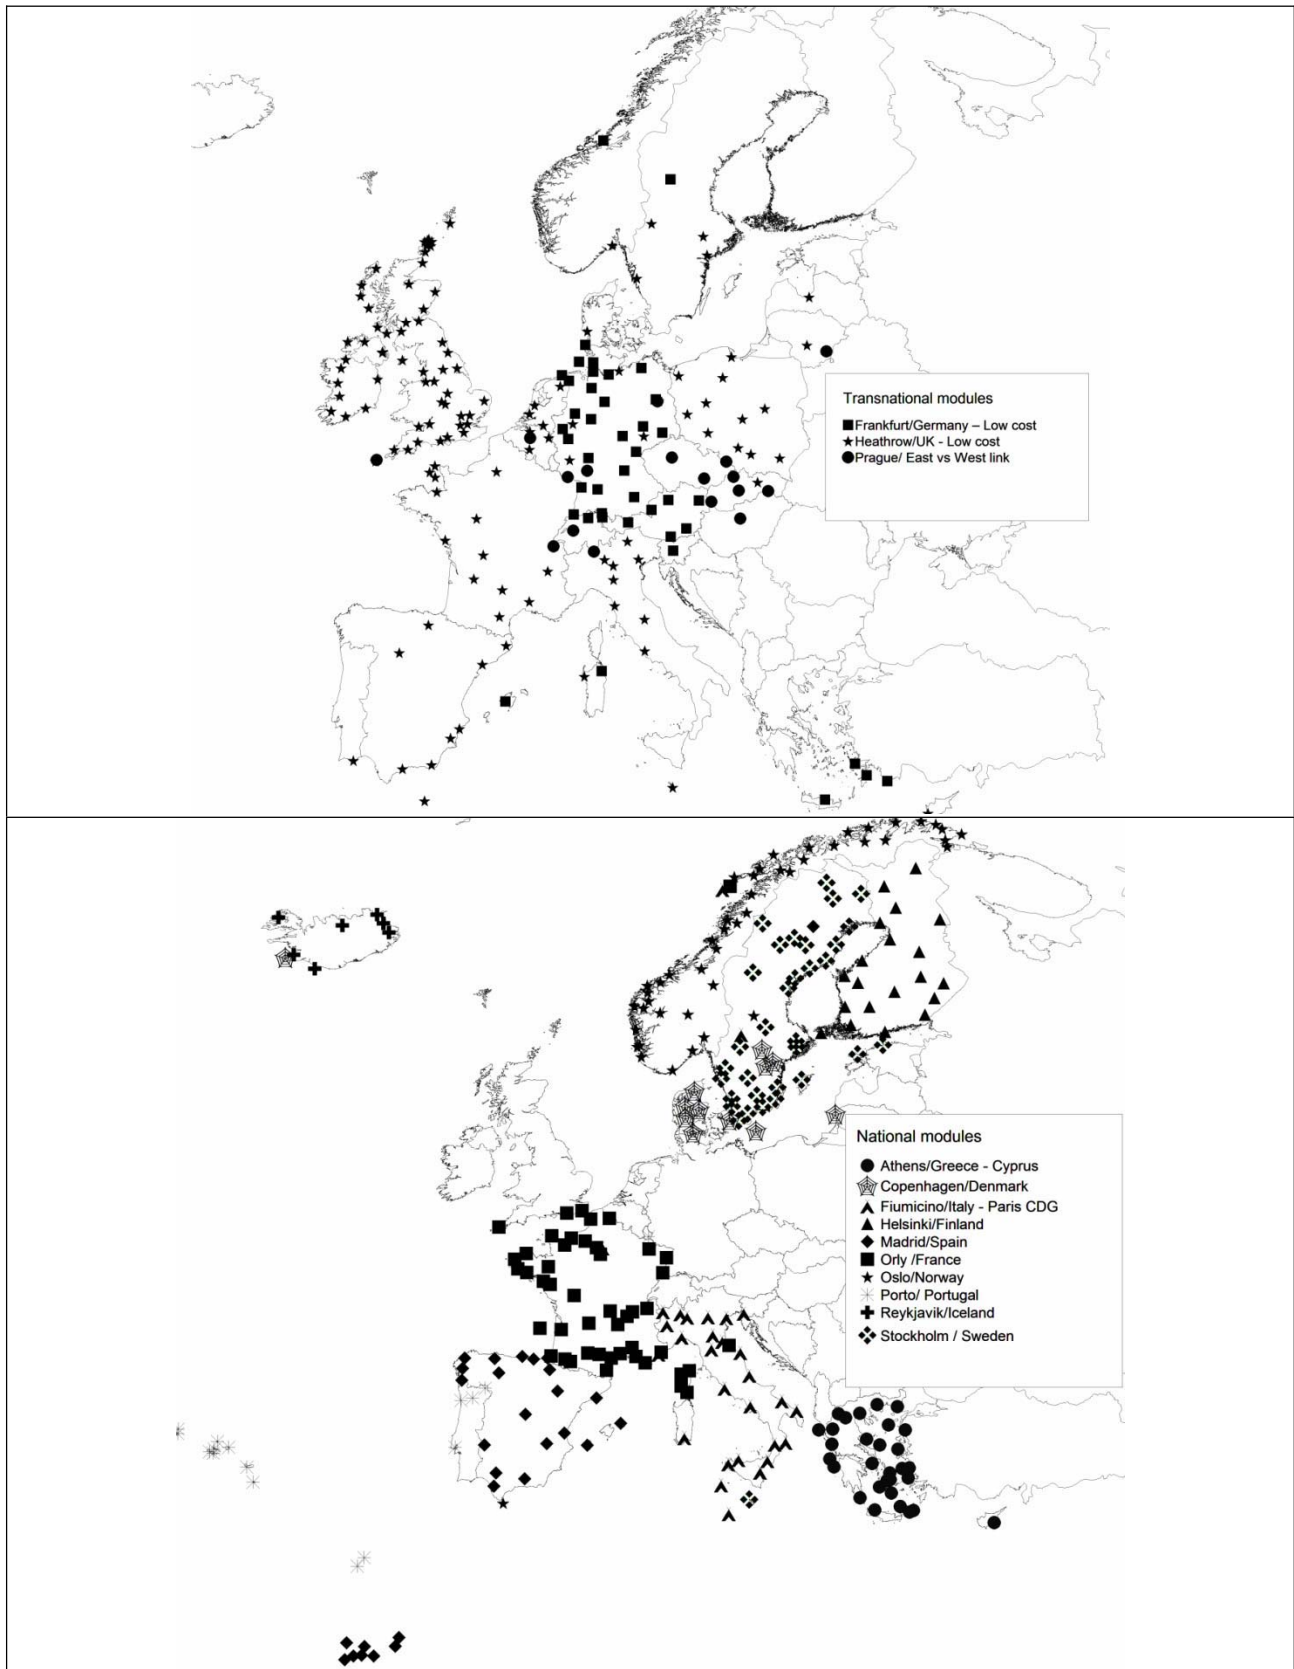 Transnational modules
Frankfurt/Germany – Low cost
Heathrow/UK - Low cost
Prague/ East vs West link
National modules
Athens/Greece - Cyprus
Copenhagen/Denmark
Fiumicino/Italy - Paris CDG
Helsinki/Finland
Madrid/Spain
Orly /France
Oslo/Norway
Porto/ Portugal
Reykjavik/Iceland
Stockholm / Sweden